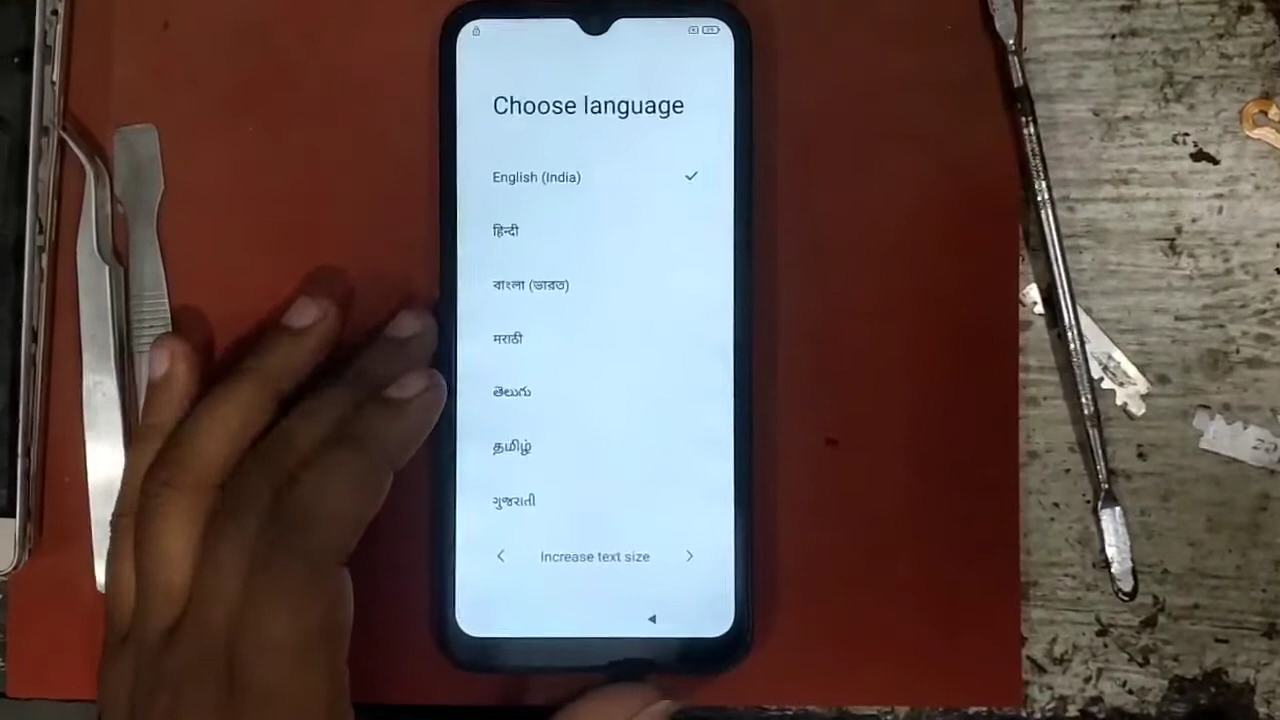 Choose language
English (India)
हिन्दी
বাংলা (ভারত)
मराठी
తెలుగు
தமிழ்
ગુજરાતી
Increase text size